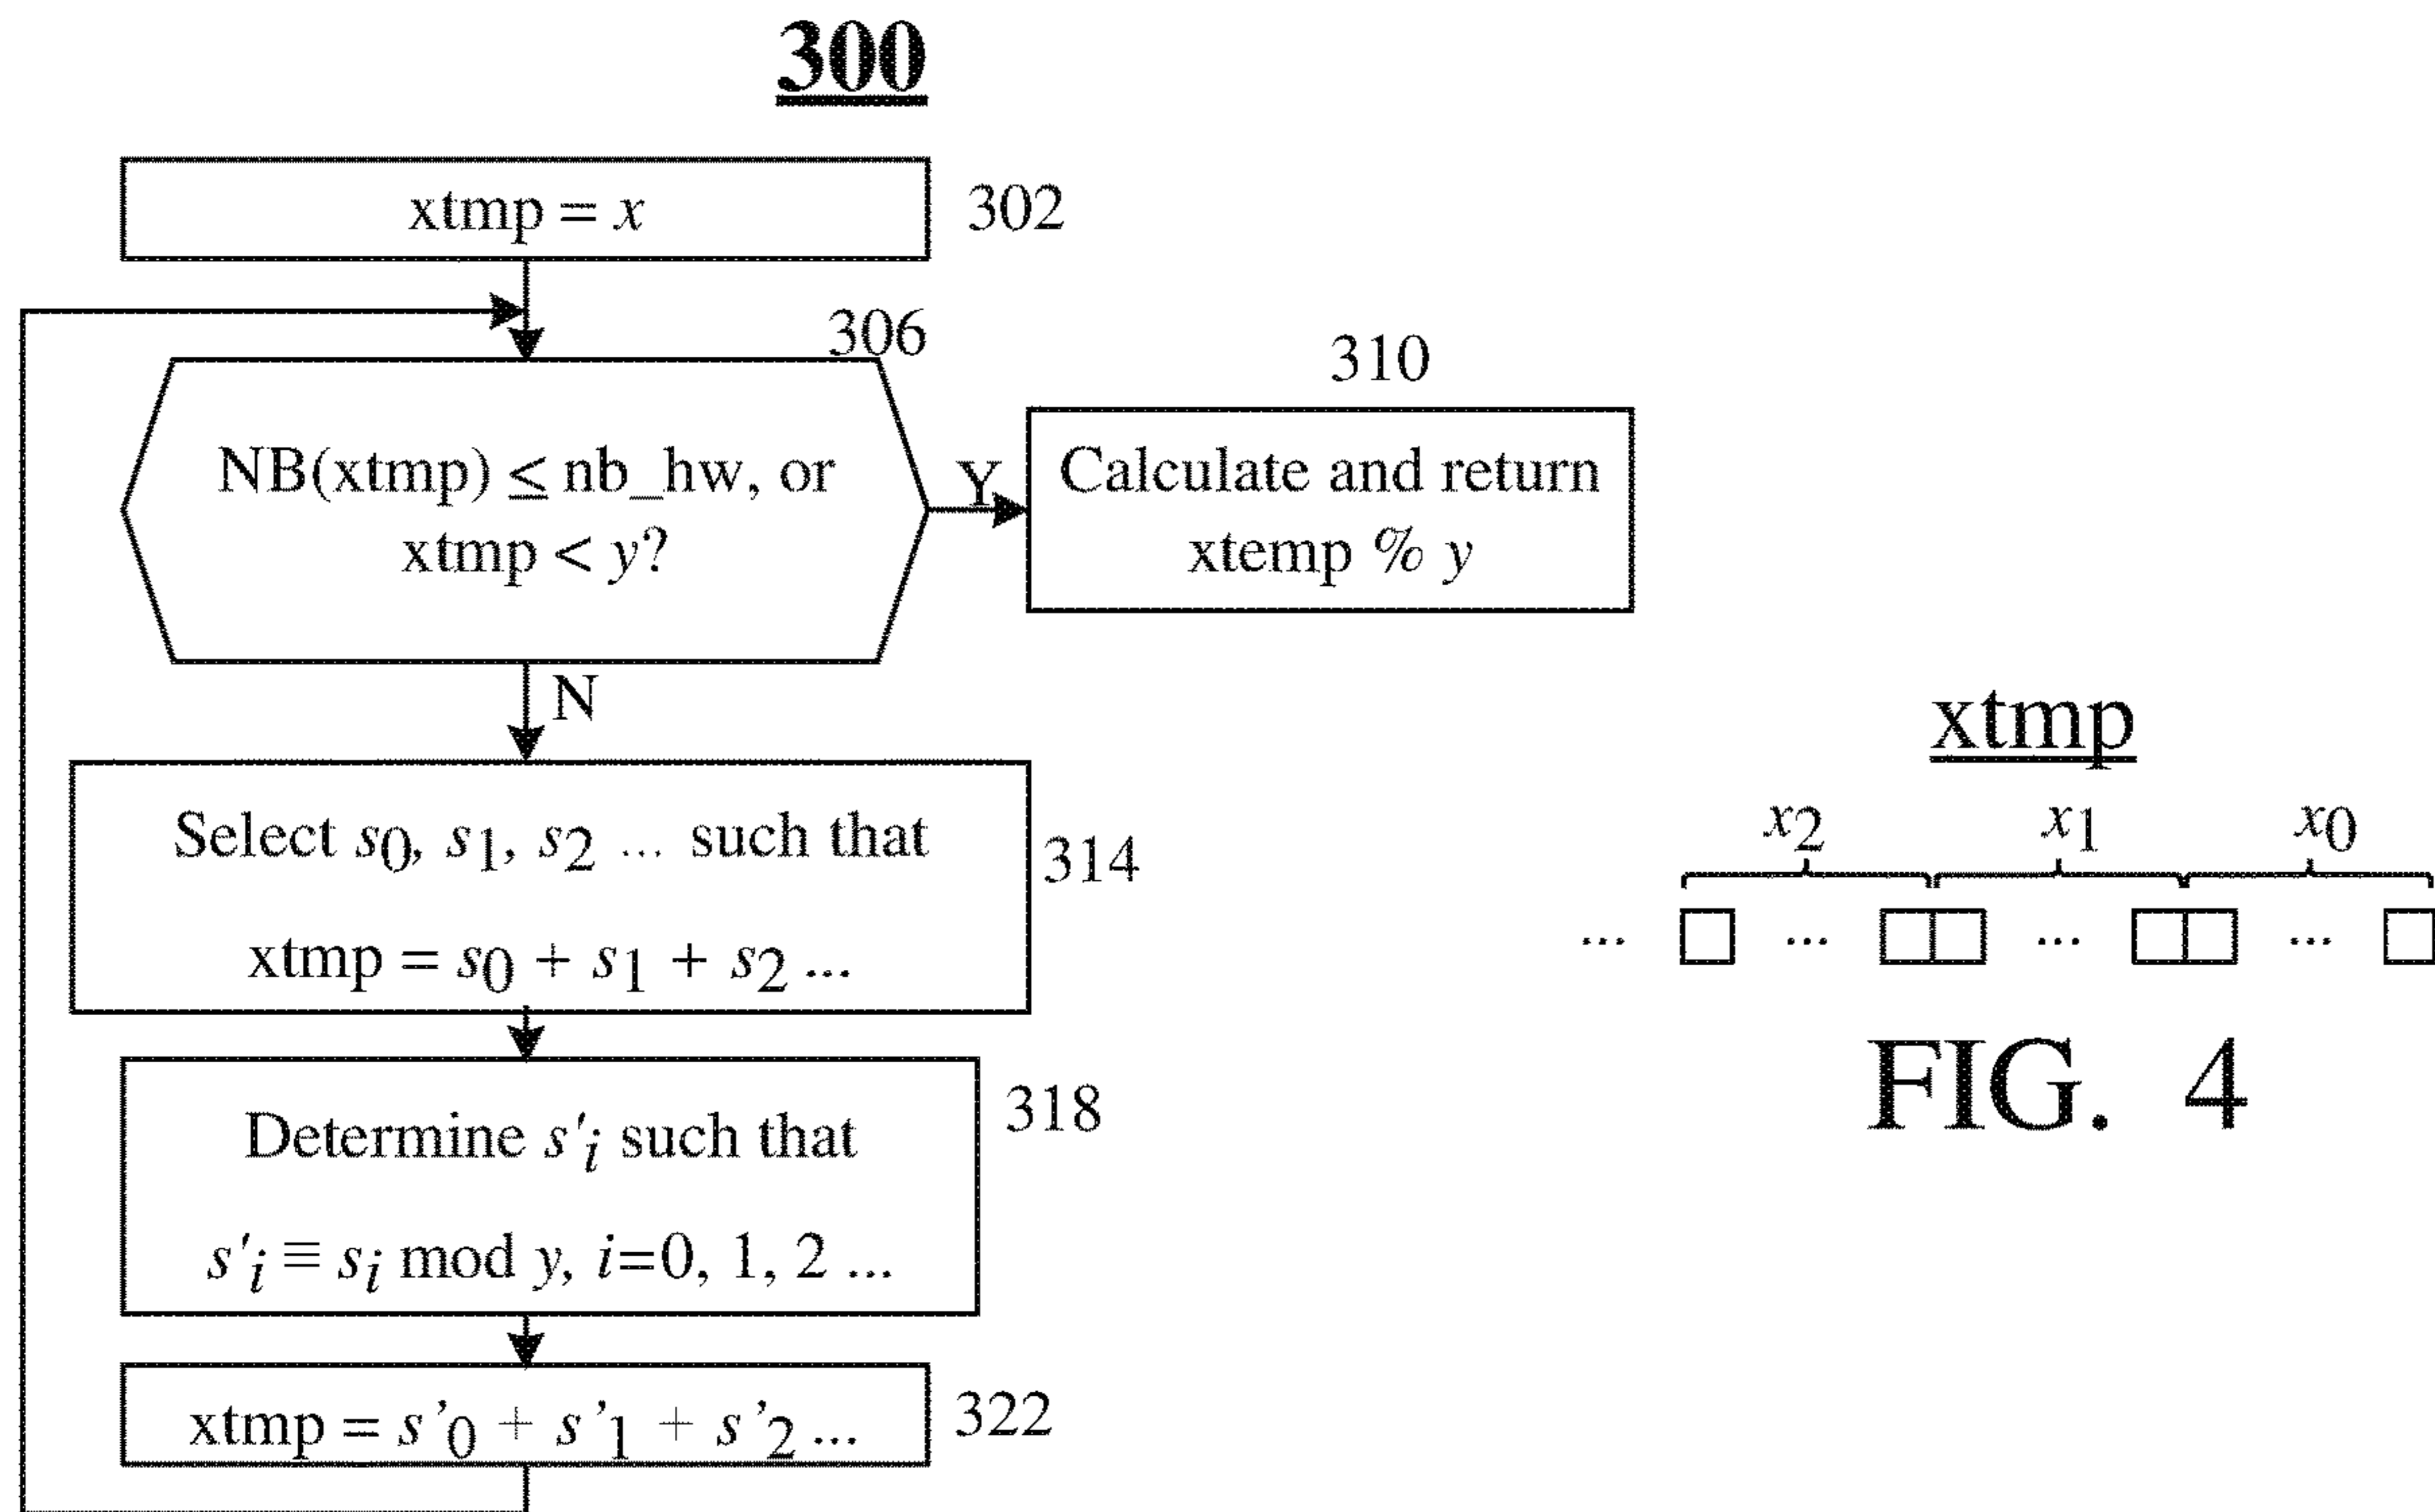 300
xtmp = x
302
306
NB(xtmp) ≤ nb_hw, or
xtmp < y?
Y
310
Calculate and return
xtemp % y
N
Select s0, s1, s2 ... such that
xtmp = s0 + s1 + s2 ...
314
Determine s'i such that
s'i ≡ si mod y, i=0, 1, 2 ...
318
xtmp = s’0 + s’1 + s’2 ...
322
xtmp
x2 x1 x0
... ... ... ...
FIG. 4